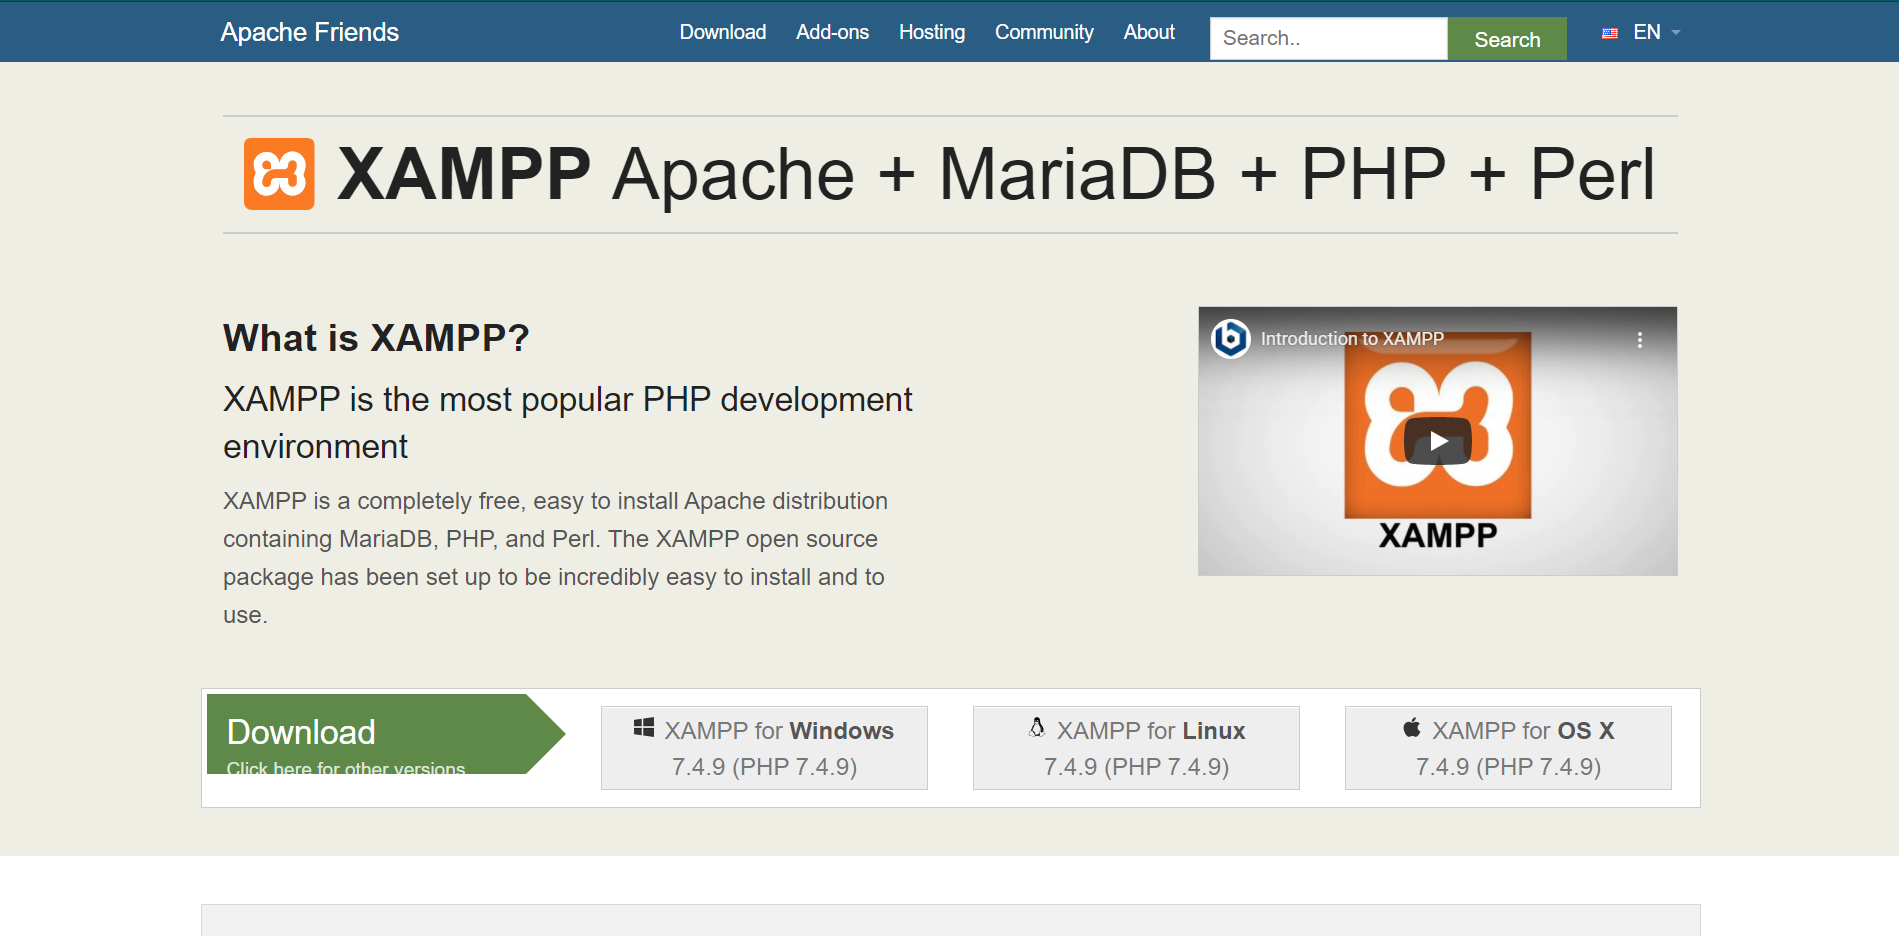 Apache Friends
Download Add-ons Hosting Community About Search.. Search EN
XAMPP Apache + MariaDB + PHP + Perl
What is XAMPP?
XAMPP is the most popular PHP development
environment
XAMPP is a completely free, easy to install Apache distribution
containing MariaDB, PHP, and Perl. The XAMPP open source
package has been set up to be incredibly easy to install and to
use.
Introduction to XAMPP
XAMPP
Download
Click here for other versions
XAMPP for Windows
7.4.9 (PHP 7.4.9)
XAMPP for Linux
7.4.9 (PHP 7.4.9)
XAMPP for OS X
7.4.9 (PHP 7.4.9)